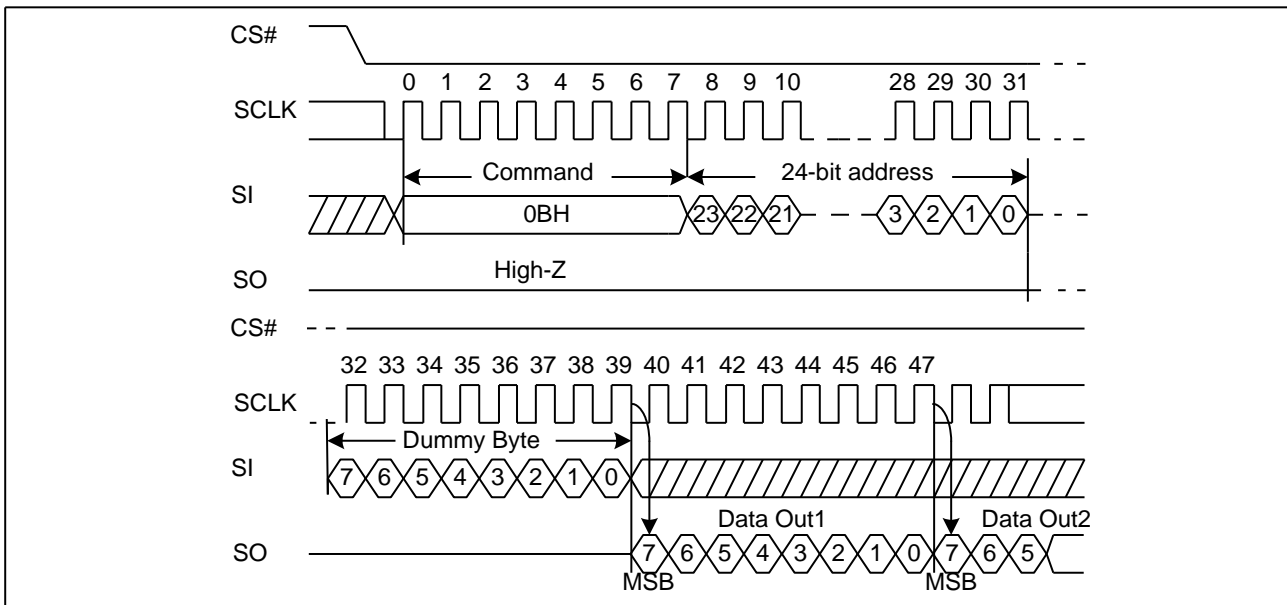 CS#
0 1 2 3 4 5 6 7 8 9 10 28 29 30 31
SCLK
Command 24-bit address
SI
0BH 23 22 21 3 2 1 0
High-Z
SO
CS#
32 33 34 35 36 37 38 39 40 41 42 43 44 45 46 47
SCLK
Dummy Byte
SI
7 6 5 4 3 2 1 0
Data Out1 Data Out2
SO
7 6 5 4 3 2 1 0 7 6 5
MSB MSB